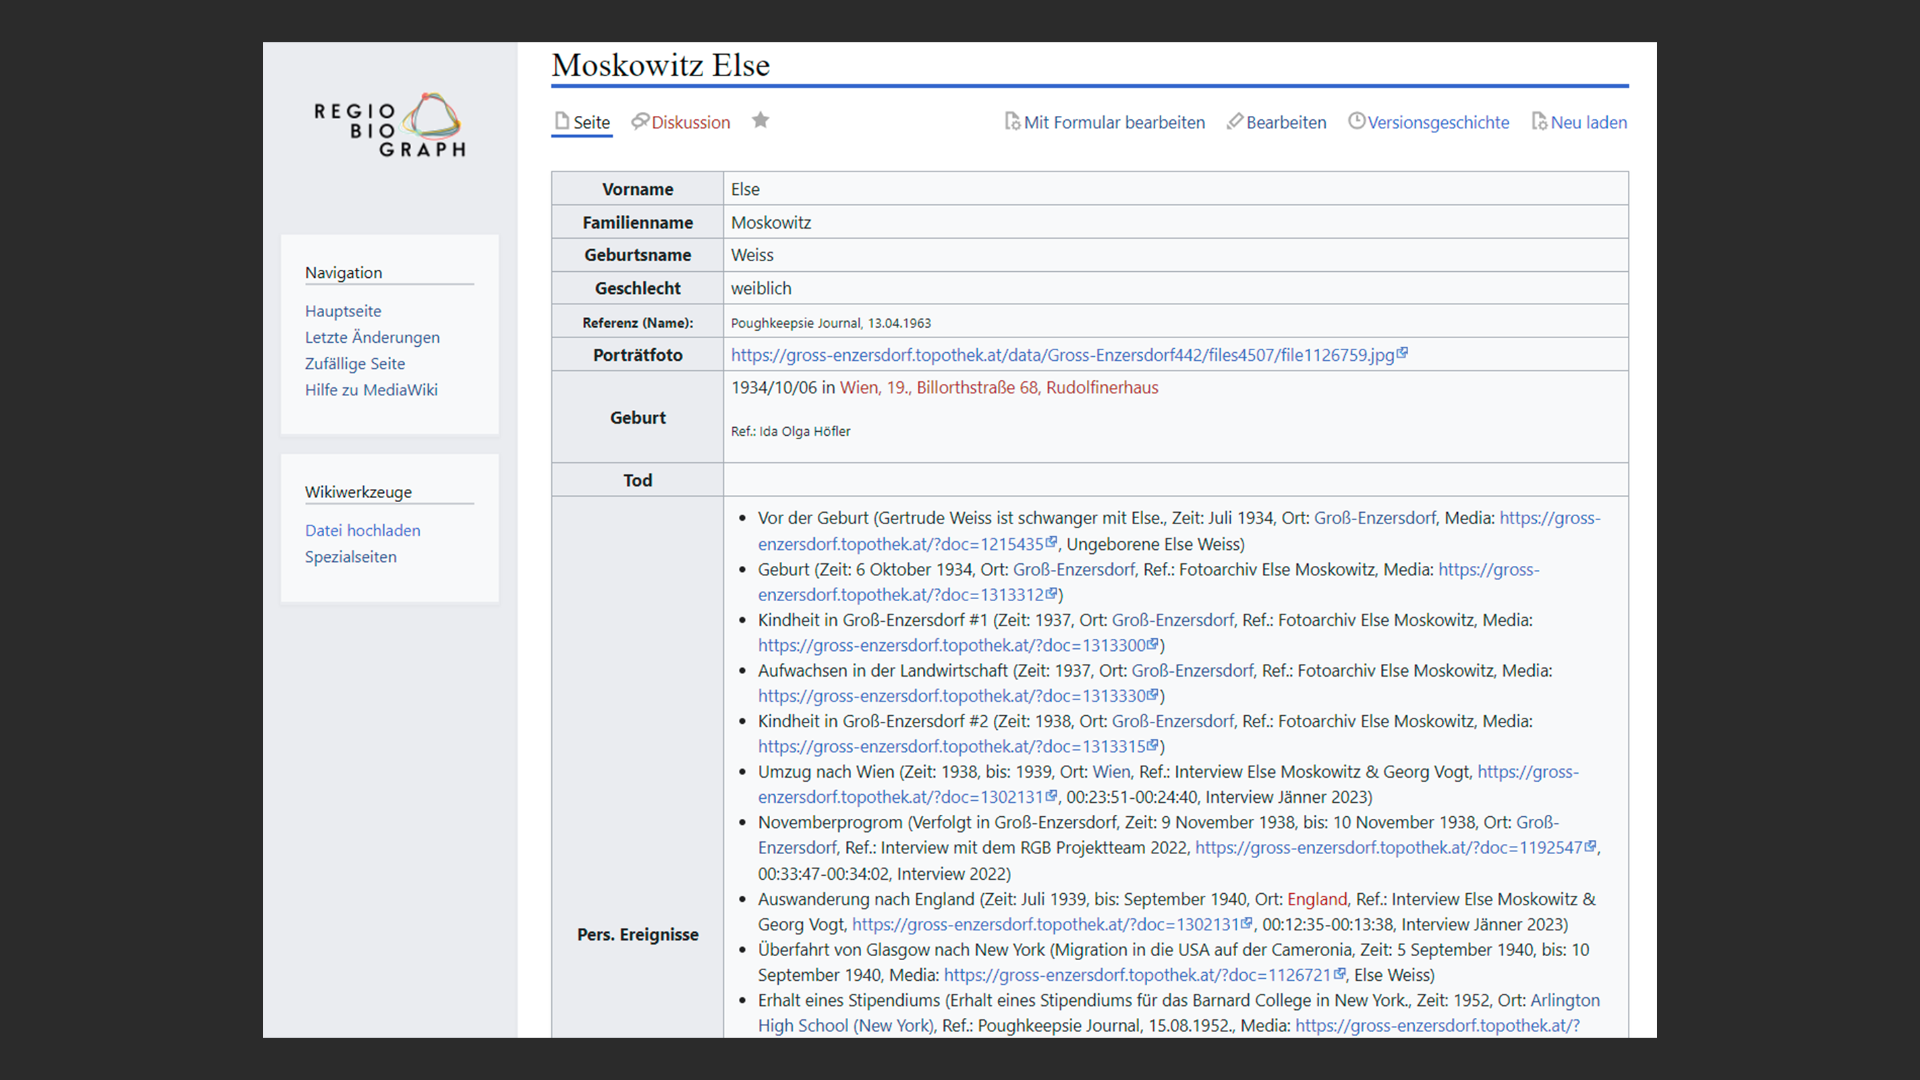 Moskowitz Else
REGIO
BIO
GRAPH
Seite
Diskussion
Mit Formular bearbeiten
Bearbeiten
Versionsgeschichte
Neu laden
Navigation
Hauptseite
Letzte Änderungen
Zufällige Seite
Hilfe zu MediaWiki
Wikiwerkzeuge
Datei hochladen
Spezialseiten
Vorname Else
Familienname Moskowitz
Geburtsname Weiss
Geschlecht weiblich
Referenz (Name): Poughkeepsie Journal, 13.04.1963
Porträtfoto https://gross-enzersdorf.topothek.at/data/Gross-Enzersdorf442/files4507/file1126759.jpg
Geburt
1934/10/06 in Wien, 19., Billorthstraße 68, Rudolfinerhaus
Ref.: Ida Olga Höfler
Tod
Pers. Ereignisse
• Vor der Geburt (Gertrude Weiss ist schwanger mit Else., Zeit: Juli 1934, Ort: Groß-Enzersdorf, Media: https://gross-
enzersdorf.topothek.at/?doc=1215435, Ungeborene Else Weiss)
• Geburt (Zeit: 6 Oktober 1934, Ort: Groß-Enzersdorf, Ref.: Fotoarchiv Else Moskowitz, Media: https://gross-
enzersdorf.topothek.at/?doc=1313312)
• Kindheit in Groß-Enzersdorf #1 (Zeit: 1937, Ort: Groß-Enzersdorf, Ref.: Fotoarchiv Else Moskowitz, Media:
https://gross-enzersdorf.topothek.at/?doc=1313300)
• Aufwachsen in der Landwirtschaft (Zeit: 1937, Ort: Groß-Enzersdorf, Ref.: Fotoarchiv Else Moskowitz, Media:
https://gross-enzersdorf.topothek.at/?doc=1313330)
• Kindheit in Groß-Enzersdorf #2 (Zeit: 1938, Ort: Groß-Enzersdorf, Ref.: Fotoarchiv Else Moskowitz, Media:
https://gross-enzersdorf.topothek.at/?doc=1313315)
• Umzug nach Wien (Zeit: 1938, bis: 1939, Ort: Wien, Ref.: Interview Else Moskowitz & Georg Vogt, https://gross-
enzersdorf.topothek.at/?doc=1302131, 00:23:51-00:24:40, Interview Jänner 2023)
• Novemberprogrom (Verfolgt in Groß-Enzersdorf, Zeit: 9 November 1938, bis: 10 November 1938, Ort: Groß-
Enzersdorf, Ref.: Interview mit dem RGB Projektteam 2022, https://gross-enzersdorf.topothek.at/?doc=1192547,
00:33:47-00:34:02, Interview 2022)
• Auswanderung nach England (Zeit: Juli 1939, bis: September 1940, Ort: England, Ref.: Interview Else Moskowitz &
Georg Vogt, https://gross-enzersdorf.topothek.at/?doc=1302131, 00:12:35-00:13:38, Interview Jänner 2023)
• Überfahrt von Glasgow nach New York (Migration in die USA auf der Cameronia, Zeit: 5 September 1940, bis: 10
September 1940, Media: https://gross-enzersdorf.topothek.at/?doc=1126721, Else Weiss)
• Erhalt eines Stipendiums (Erhalt eines Stipendiums für das Barnard College in New York., Zeit: 1952, Ort: Arlington
High School (New York), Ref.: Poughkeepsie Journal, 15.08.1952., Media: https://gross-enzersdorf.topothek.at/?